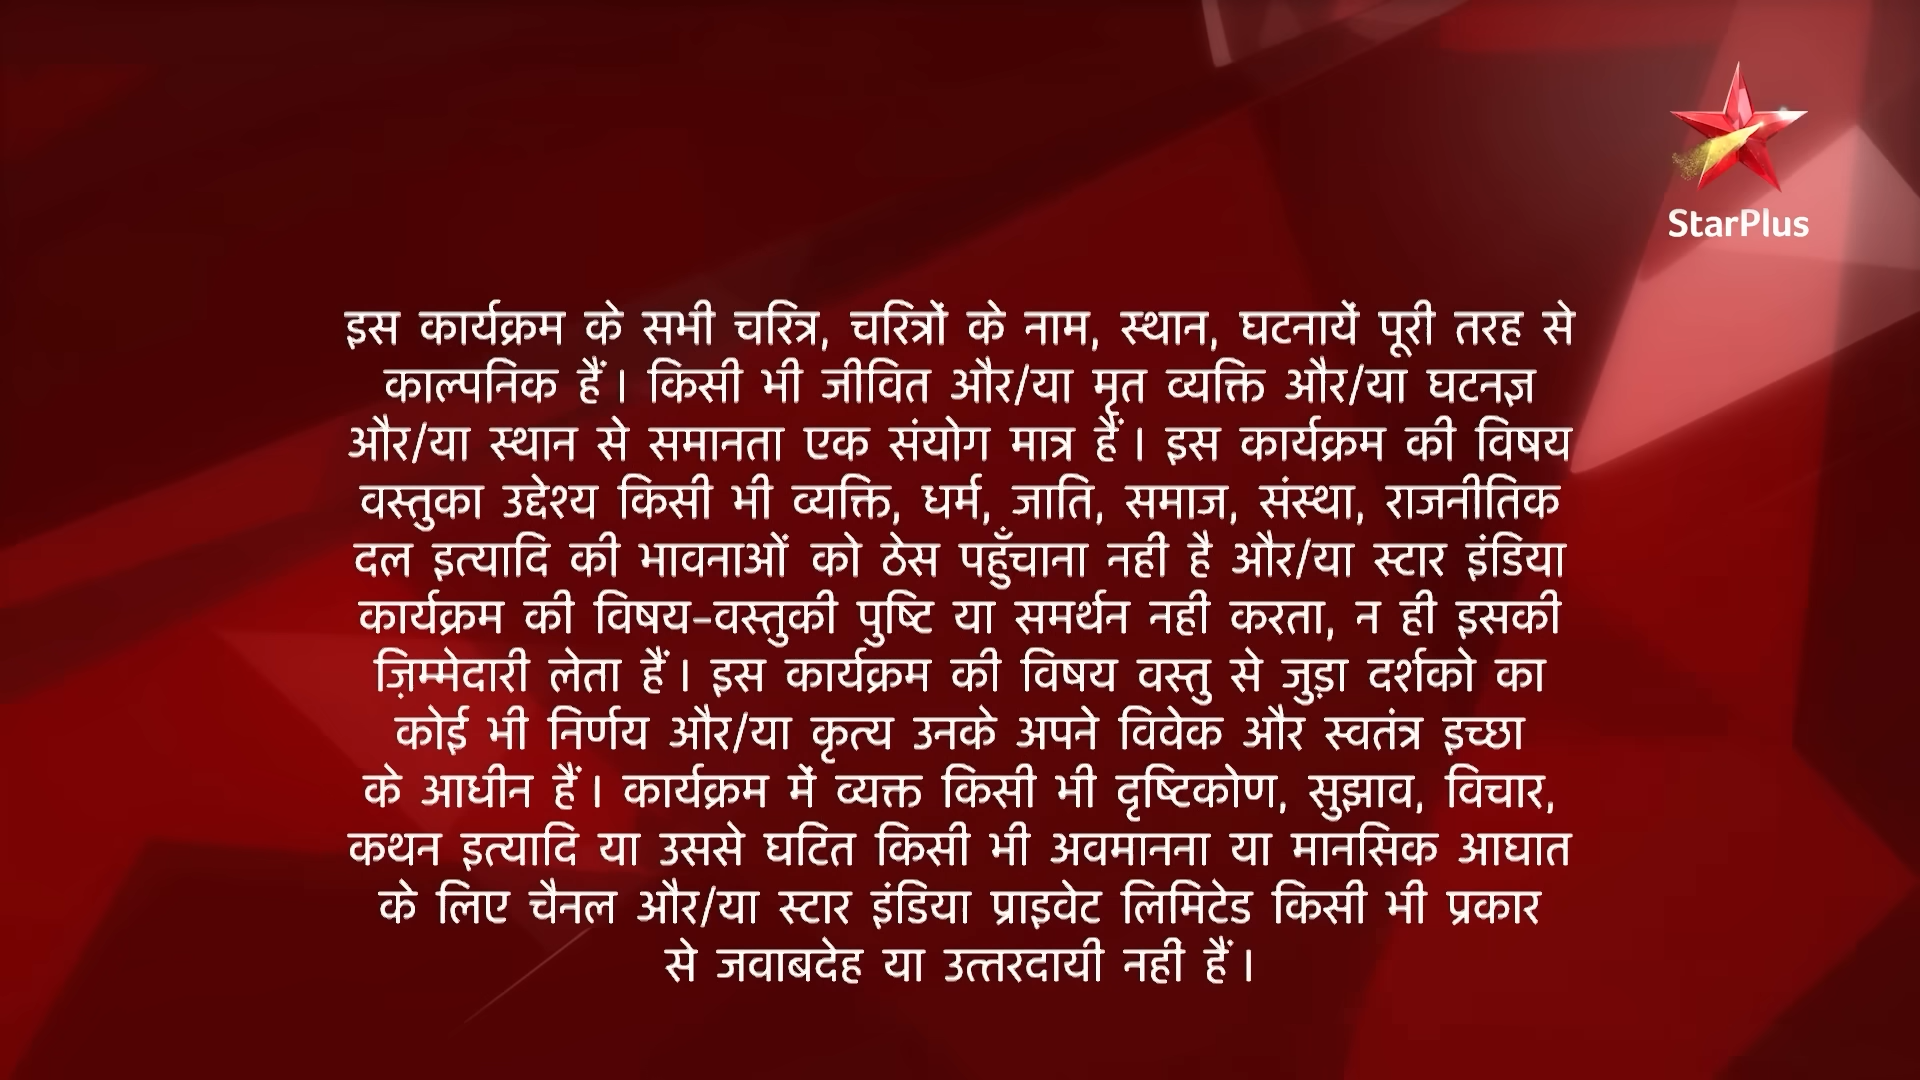 StarPlus
इस कार्यक्रम के सभी चरित्र, चरित्रों के नाम, स्थान, घटनायें पूरी तरह से
काल्पनिक हैं। किसी भी जीवित और/या मृत व्यक्ति और/या घटनज्ञ
और/या स्थान से समानता एक संयोग मात्र हैं। इस कार्यक्रम की विषय
वस्तुका उद्देश्य किसी भी व्यक्ति, धर्म, जाति, समाज, संस्था, राजनीतिक
दल इत्यादि की भावनाओं को ठेस पहुँचाना नही है और/या स्टार इंडिया
कार्यक्रम की विषय-वस्तुकी पुष्टि या समर्थन नही करता, न ही इसकी
ज़िम्मेदारी लेता हैं। इस कार्यक्रम की विषय वस्तु से जुड़ा दर्शको का
कोई भी निर्णय और/या कृत्य उनके अपने विवेक और स्वतंत्र इच्छा
के आधीन हैं। कार्यक्रम में व्यक्त किसी भी दृष्टिकोण, सुझाव, विचार,
कथन इत्यादि या उससे घटित किसी भी अवमानना या मानसिक आघात
के लिए चैनल और/या स्टार इंडिया प्राइवेट लिमिटेड किसी भी प्रकार
से जवाबदेह या उत्तरदायी नही हैं।